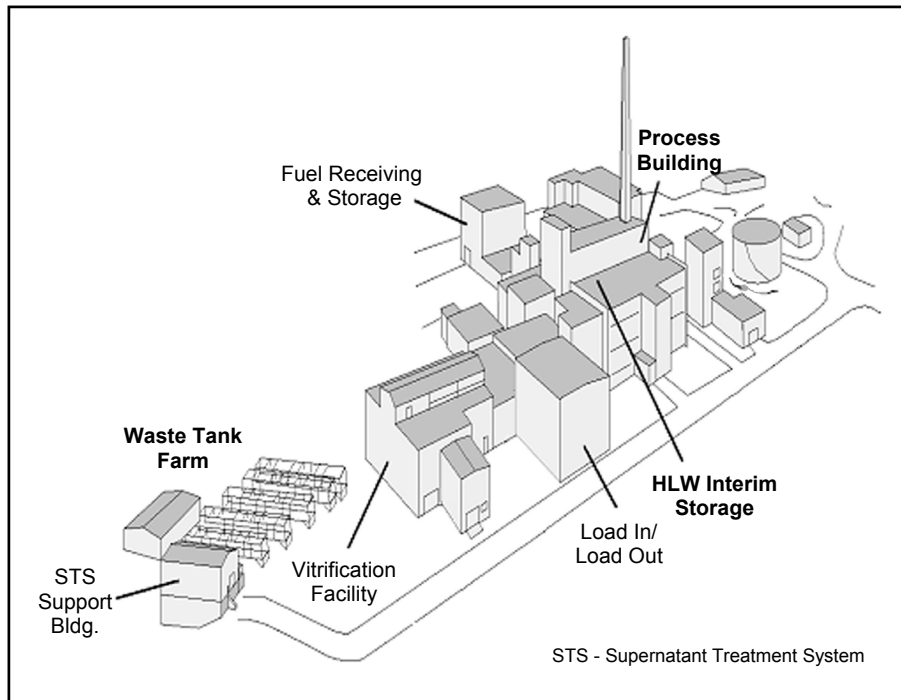 Process
Building
Fuel Receiving
& Storage
Waste Tank
Farm
HLW Interim
Storage
Load In/
Load Out
Vitrification
Facility
STS
Support
Bldg.
STS - Supernatant Treatment System